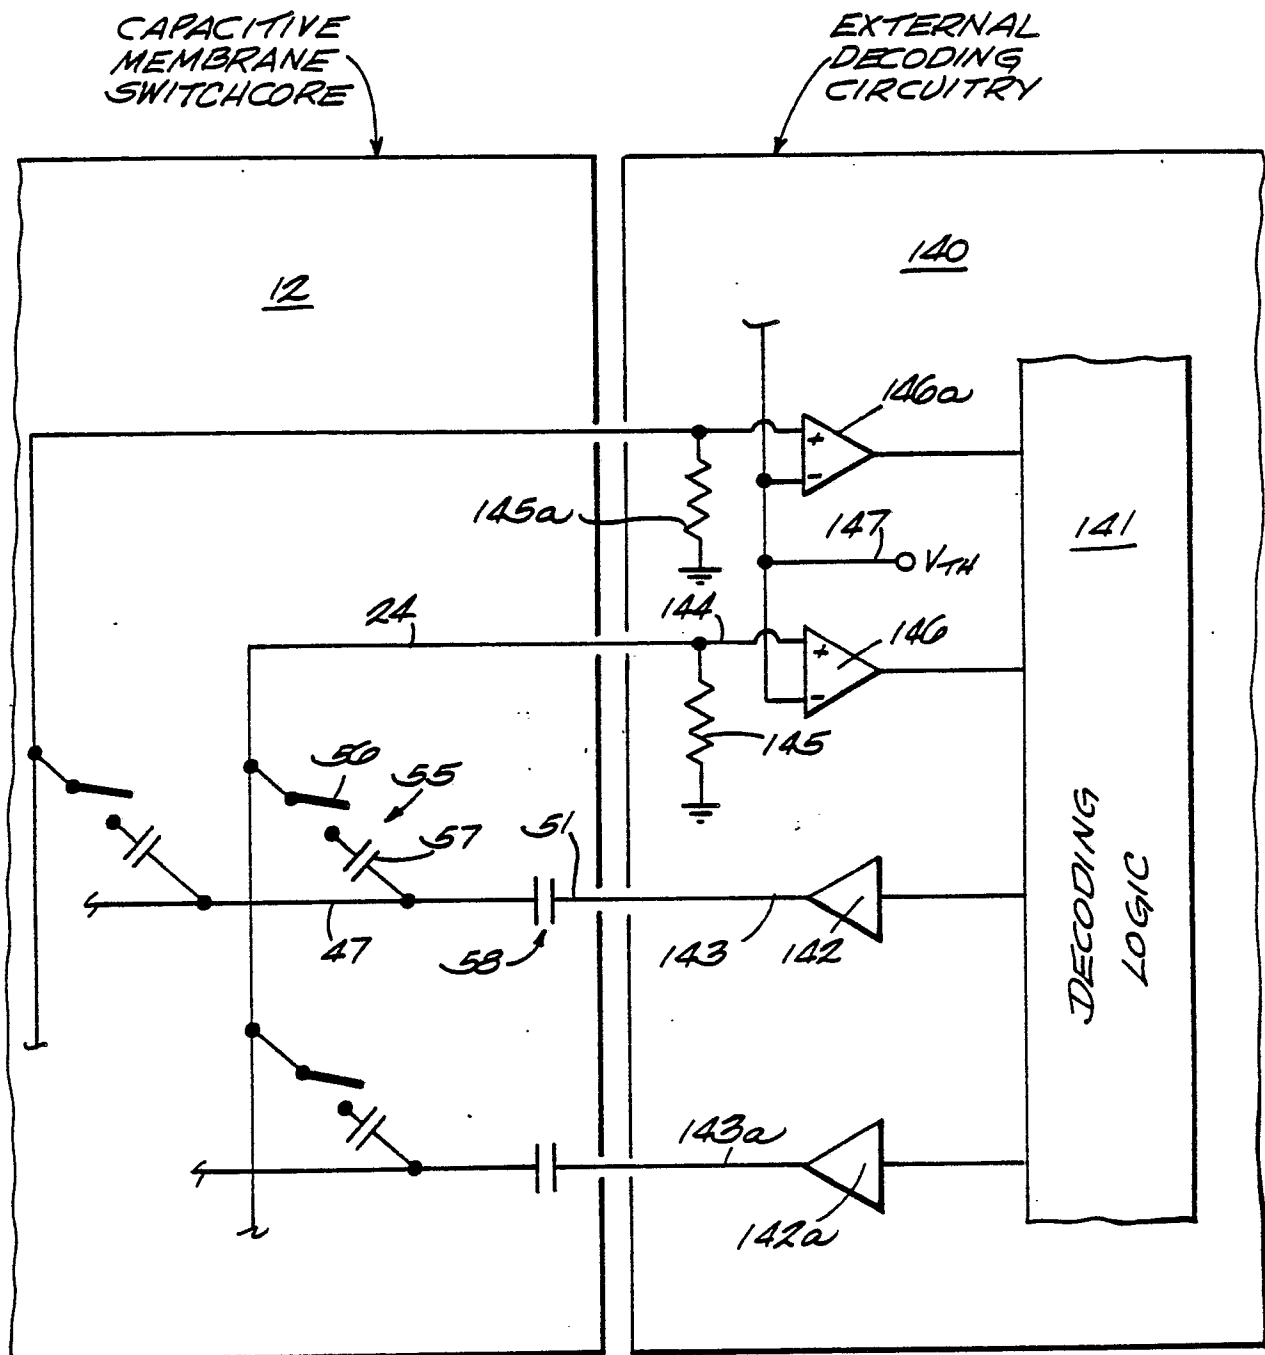 CAPACITIVE
MEMBRANE
SWITCHCORE
EXTERNAL
DECODING
CIRCUITRY
12
140
146a
+
-
145a
147
141
VTH
24
144
+
146
-
145
56
55
57
51
47
58
143
142
DECODING
LOGIC
143a
142a